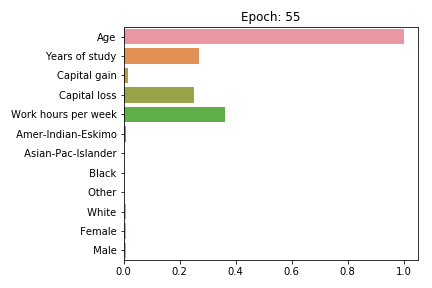 Epoch: 55
Age
Years of study
Capital gain
Capital loss
Work hours per week
Amer-Indian-Eskimo
Asian-Pac-Islander
Black
Other
White
Female
Male
0.0 0.2 0.4 0.6 0.8 1.0